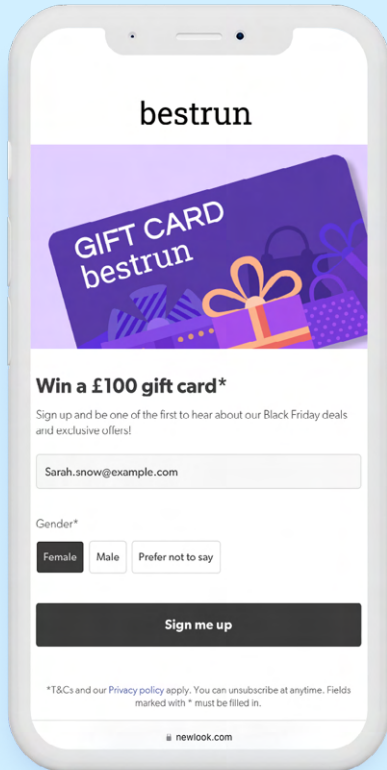 bestrun
GIFT CARD
bestrun
Win a £100 gift card*
Sign up and be one of the first to hear about our Black Friday deals
and exclusive offers!
Sarah.snow@example.com
Gender*
Female Male Prefer not to say
Sign me up
*T&Cs and our Privacy policy apply. You can unsubscribe at anytime. Fields
marked with * must be filled in.
newlook.com